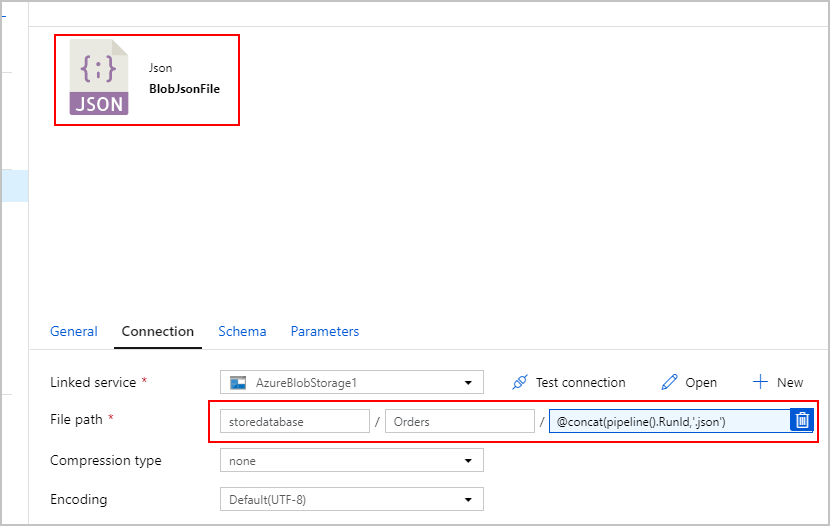 {;}
JSON
Json
BlobJsonFile
General Connection Schema Parameters
Linked service * AzureBlobStorage1 Test connection Open New
File path * storedatabase / Orders / @concat(pipeline().RunId,'.json')
Compression type none
Encoding Default(UTF-8)